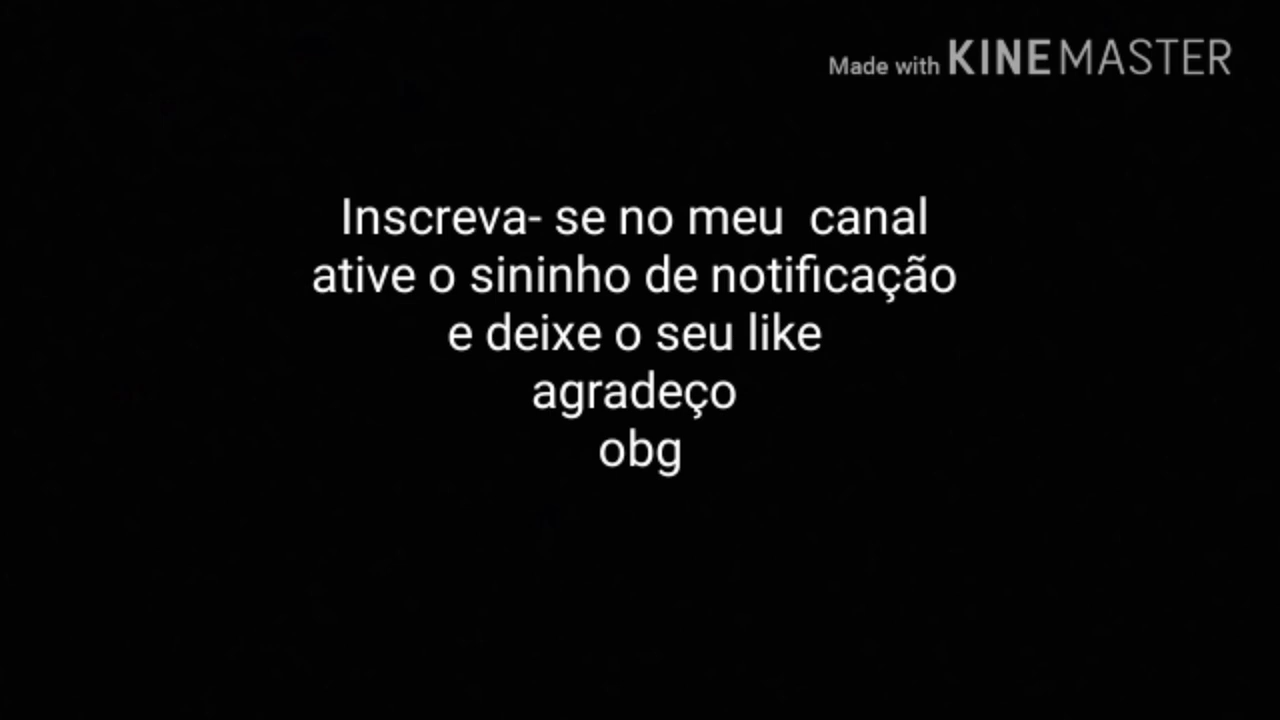 Made with KINEMASTER
Inscreva- se no meu  canal
ative o sininho de notificação
e deixe o seu like
agradeço
obg